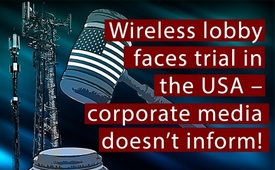 Wireless lobby
faces trial in
the USA –
corporate media
doesn't inform!